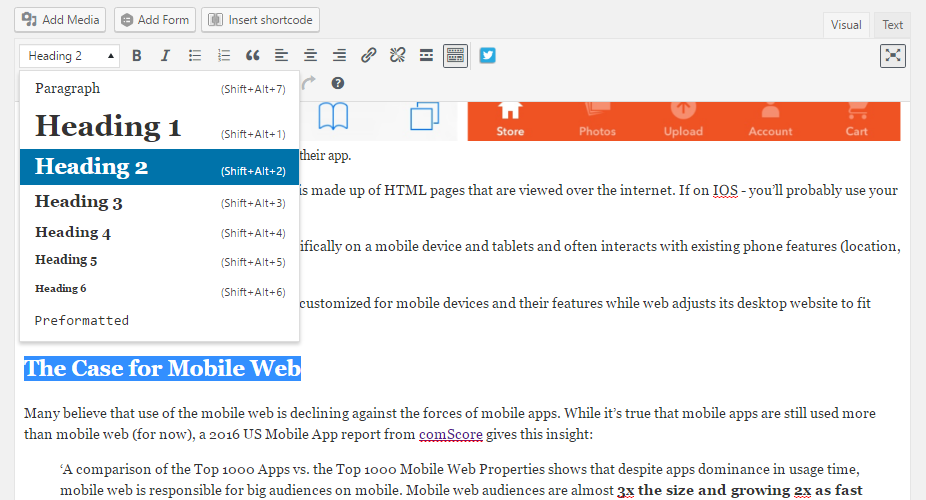 Add Media Add Form Insert shortcode
Visual Text
Heading 2 B I
Paragraph (Shift+Alt+7)
Heading 1 (Shift+Alt+1)
Heading 2 (Shift+Alt+2)
Heading 3 (Shift+Alt+3)
Heading 4 (Shift+Alt+4)
Heading 5 (Shift+Alt+5)
Heading 6 (Shift+Alt+6)
Preformatted
Store Photos Upload Account Cart
their app.
s made up of HTML pages that are viewed over the internet. If on IOS - you’ll probably use your
ifically on a mobile device and tablets and often interacts with existing phone features (location,
customized for mobile devices and their features while web adjusts its desktop website to fit
The Case for Mobile Web
Many believe that use of the mobile web is declining against the forces of mobile apps. While it’s true that mobile apps are still used more
than mobile web (for now), a 2016 US Mobile App report from comScore gives this insight:
‘A comparison of the Top 1000 Apps vs. the Top 1000 Mobile Web Properties shows that despite apps dominance in usage time,
mobile web is responsible for big audiences on mobile. Mobile web audiences are almost 3x the size and growing 2x as fast